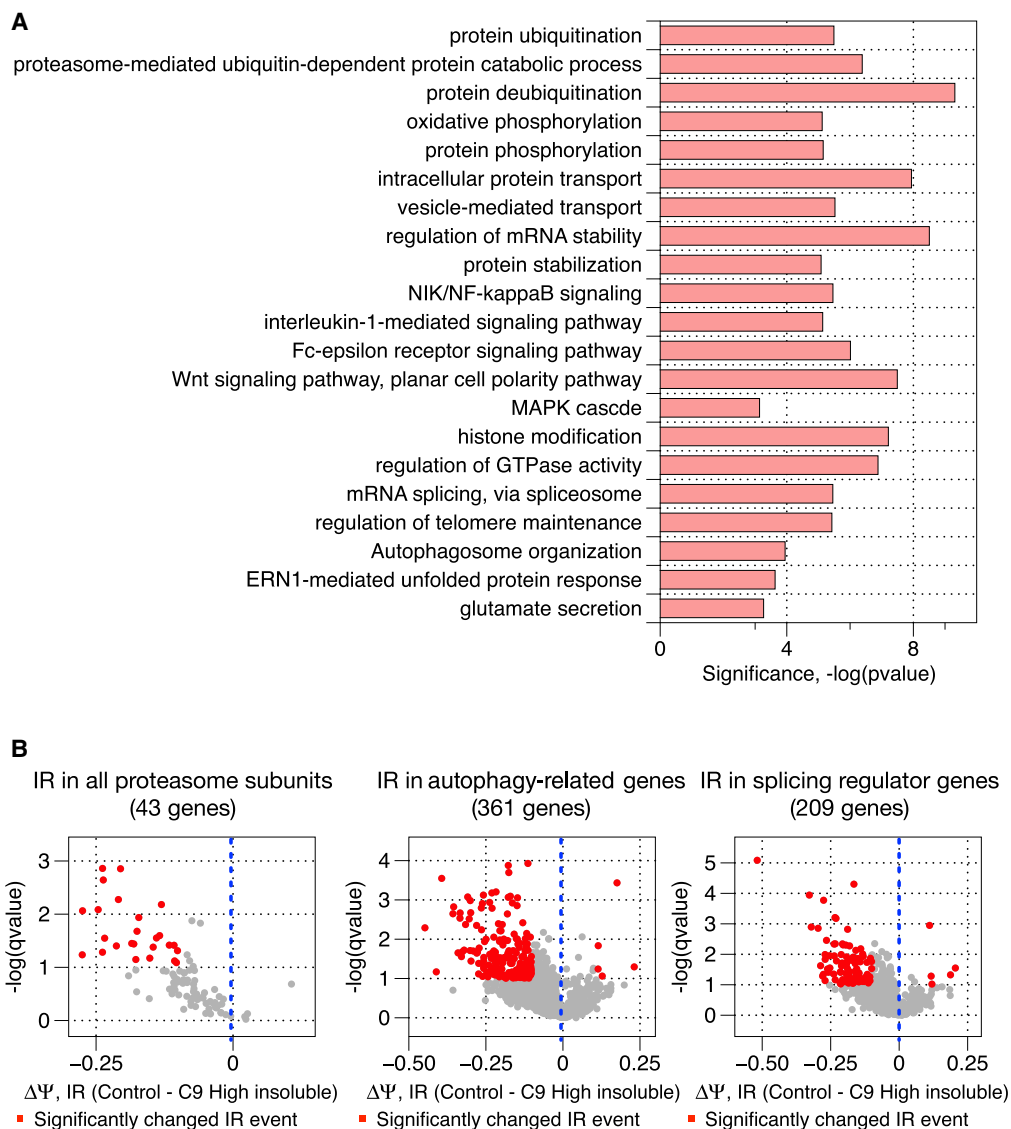 A
protein ubiquitination
proteasome-mediated ubiquitin-dependent protein catabolic process
protein deubiquitination
oxidative phosphorylation
protein phosphorylation
intracellular protein transport
vesicle-mediated transport
regulation of mRNA stability
protein stabilization
NIK/NF-kappaB signaling
interleukin-1-mediated signaling pathway
Fc-epsilon receptor signaling pathway
Wnt signaling pathway, planar cell polarity pathway
MAPK cascde
histone modification
regulation of GTPase activity
mRNA splicing, via spliceosome
regulation of telomere maintenance
Autophagosome organization
ERN1-mediated unfolded protein response
glutamate secretion
0 4 8
Significance, -log(pvalue)
B
IR in all proteasome subunits
(43 genes)
-log(qvalue)
3
2
1
0
−0.25 0
ΔΨ, IR (Control - C9 High insoluble)
Significantly changed IR event
IR in autophagy-related genes
(361 genes)
-log(qvalue)
4
3
2
1
0
−0.50 −0.25 0 0.25
ΔΨ, IR (Control - C9 High insoluble)
Significantly changed IR event
IR in splicing regulator genes
(209 genes)
-log(qvalue)
5
4
3
2
1
0
−0.50 −0.25 0 0.25
ΔΨ, IR (Control - C9 High insoluble)
Significantly changed IR event